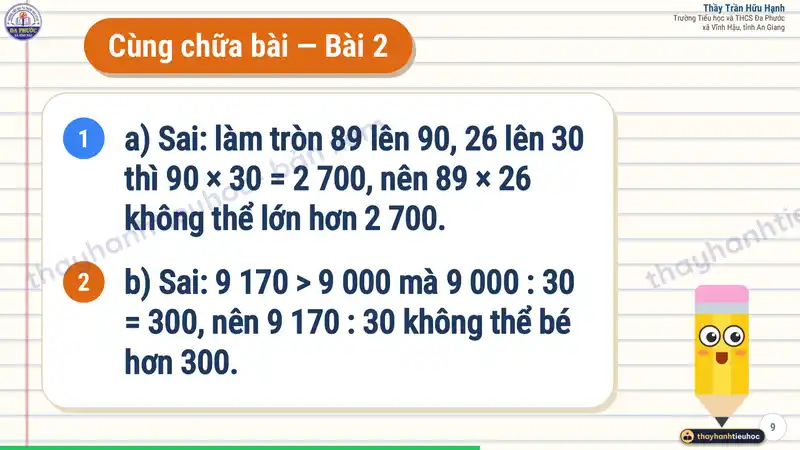 Thầy Trần Hữu Hạnh
Trường Tiểu học và THCS Đa Phước
xã Vĩnh Hậu, tỉnh An Giang
ĐA PHƯỚC
Cùng chữa bài – Bài 2
1
a) Sai: làm tròn 89 lên 90, 26 lên 30
thì 90 × 30 = 2 700, nên 89 × 26
không thể lớn hơn 2 700.
2
b) Sai: 9 170 > 9 000 mà 9 000 : 30
= 300, nên 9 170 : 30 không thể bé
hơn 300.
thayhanhtieuhoc
9